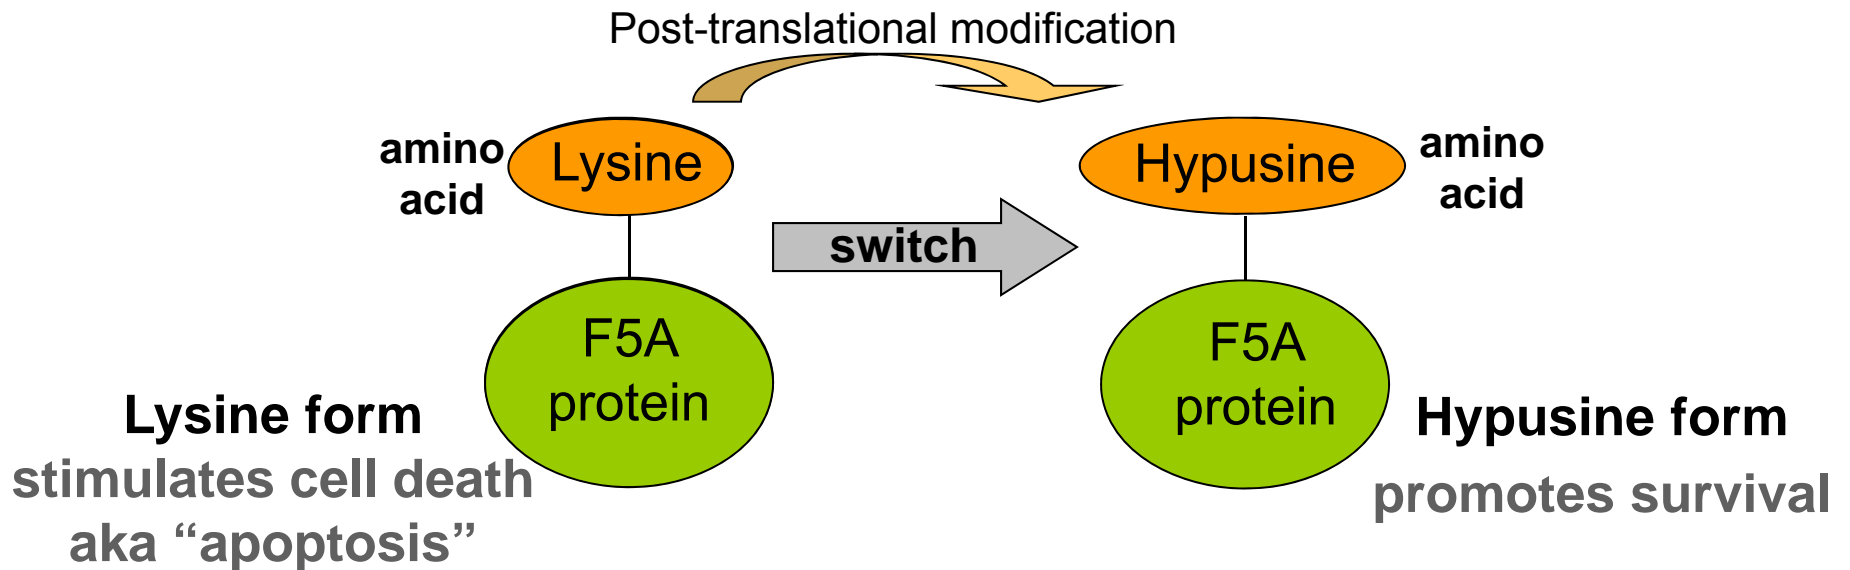 Post-translational modification
amino
acid
Lysine
Hypusine
amino
acid
switch
F5A
protein
F5A
protein
Lysine form
stimulates cell death
aka “apoptosis”
Hypusine form
promotes survival